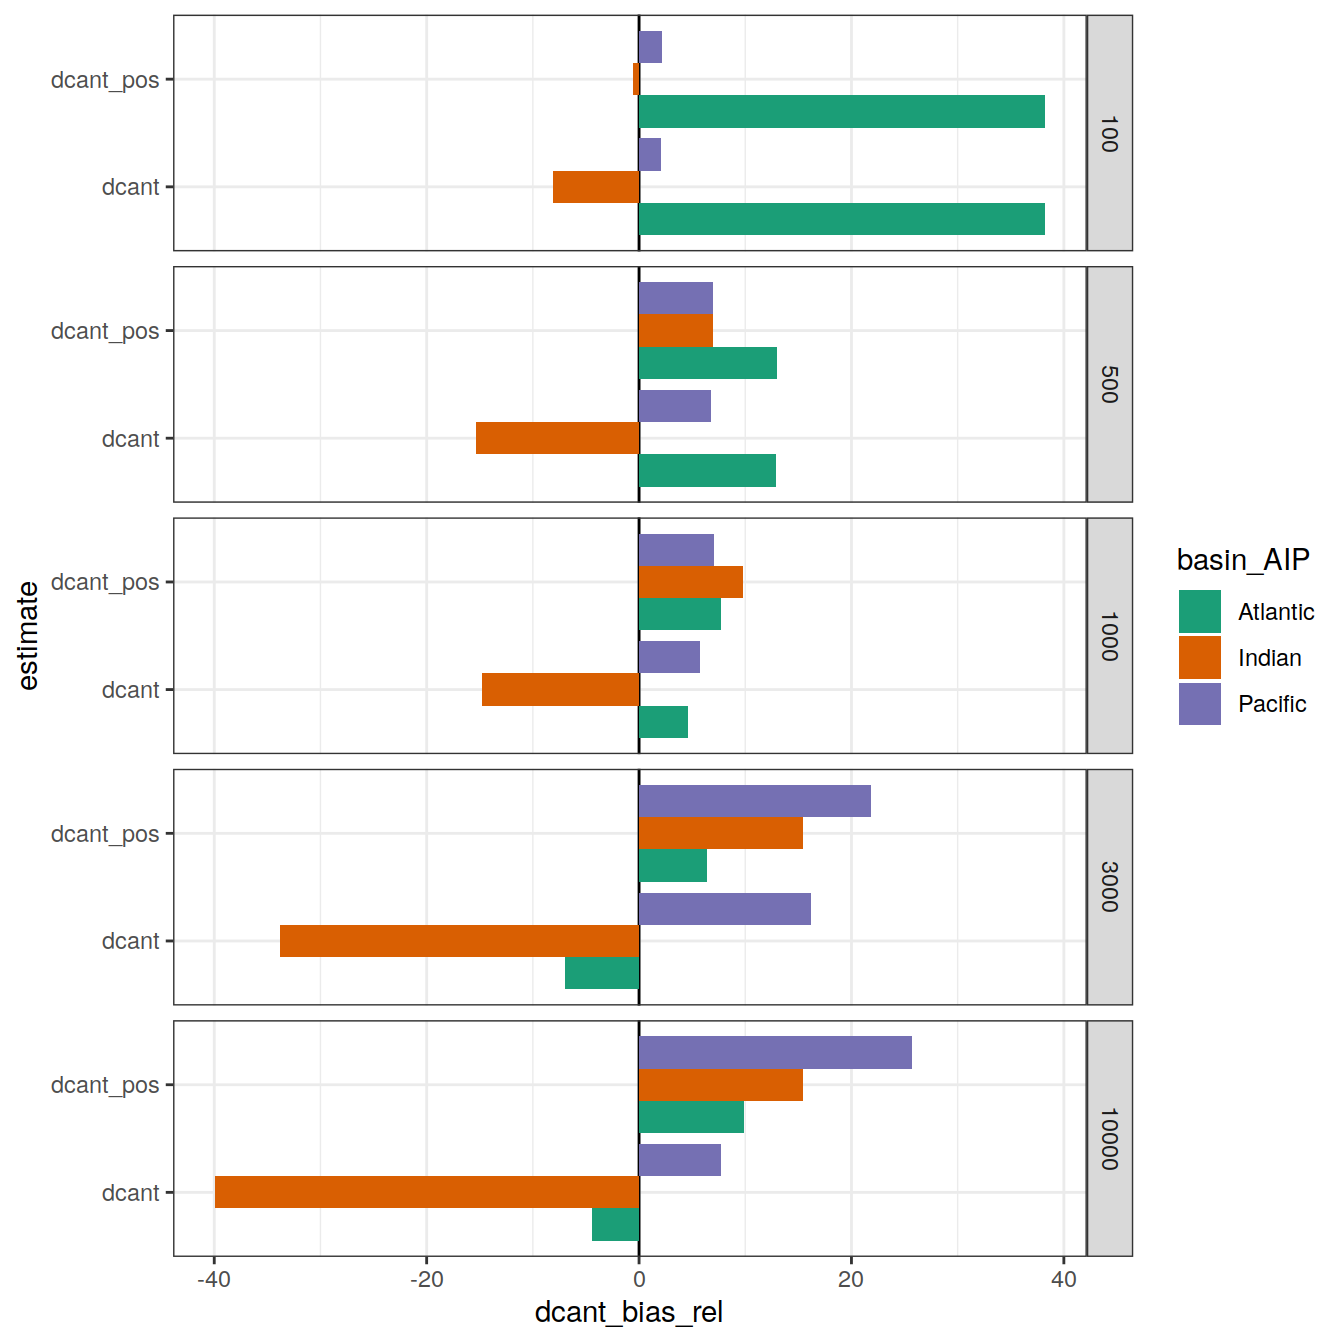 dcant_pos
dcant
100
dcant_pos
dcant
500
dcant_pos
dcant
1000
dcant_pos
dcant
3000
dcant_pos
dcant
10000
estimate
-40
-20
0
20
40
dcant_bias_rel
basin_AIP
Atlantic
Indian
Pacific